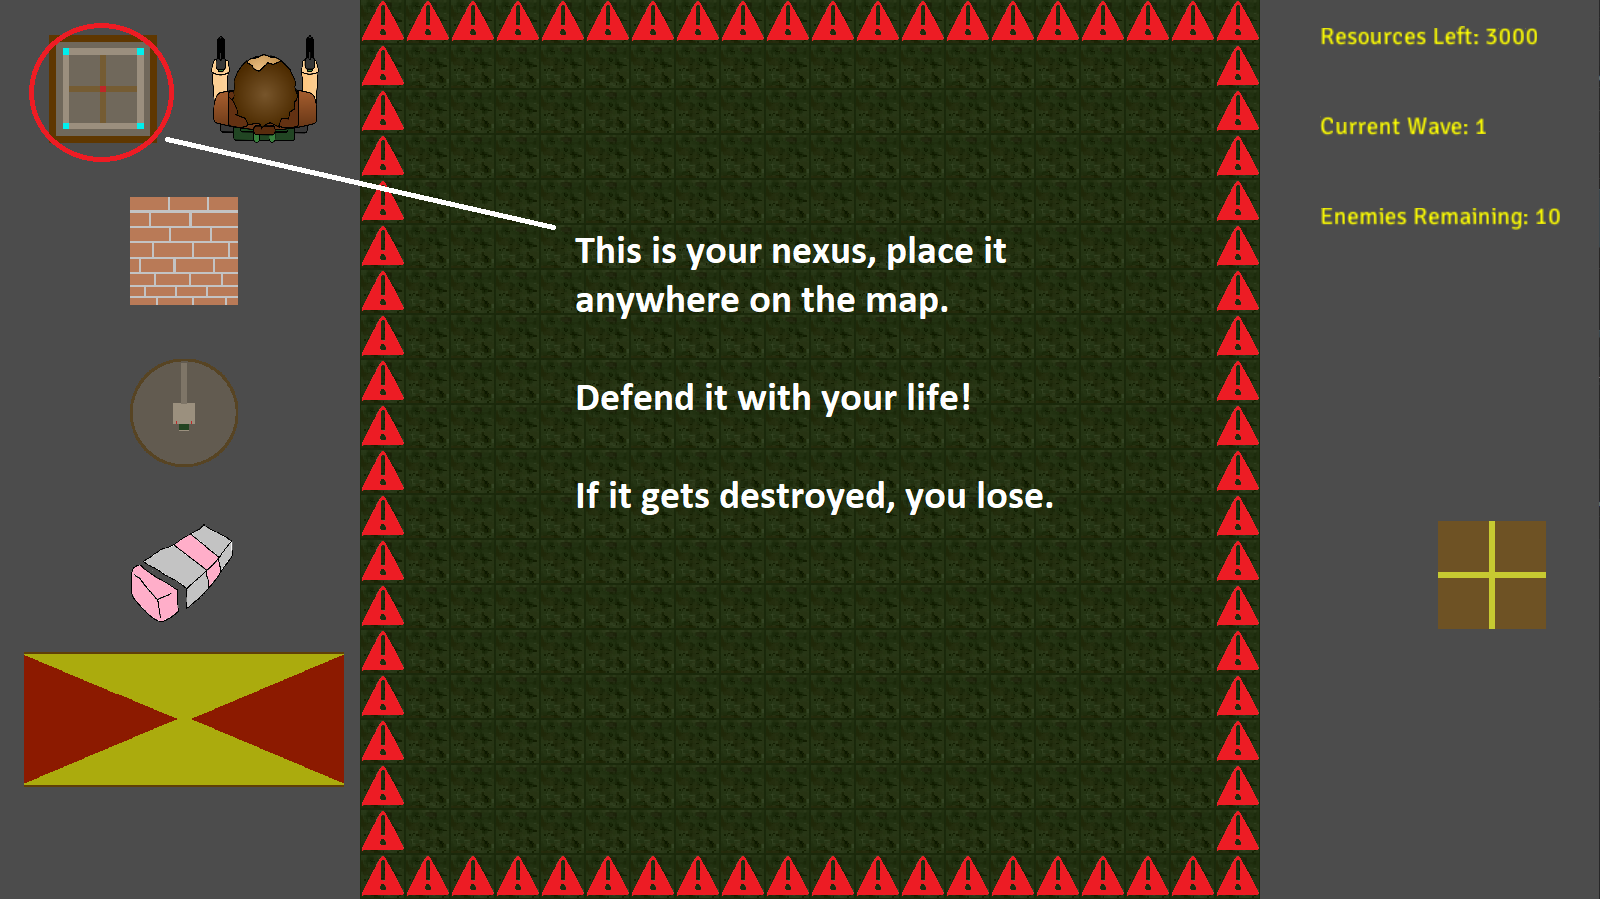 Resources Left: 3000
Current Wave: 1
Enemies Remaining: 10
This is your nexus, place it
anywhere on the map.
Defend it with your life!
If it gets destroyed, you lose.